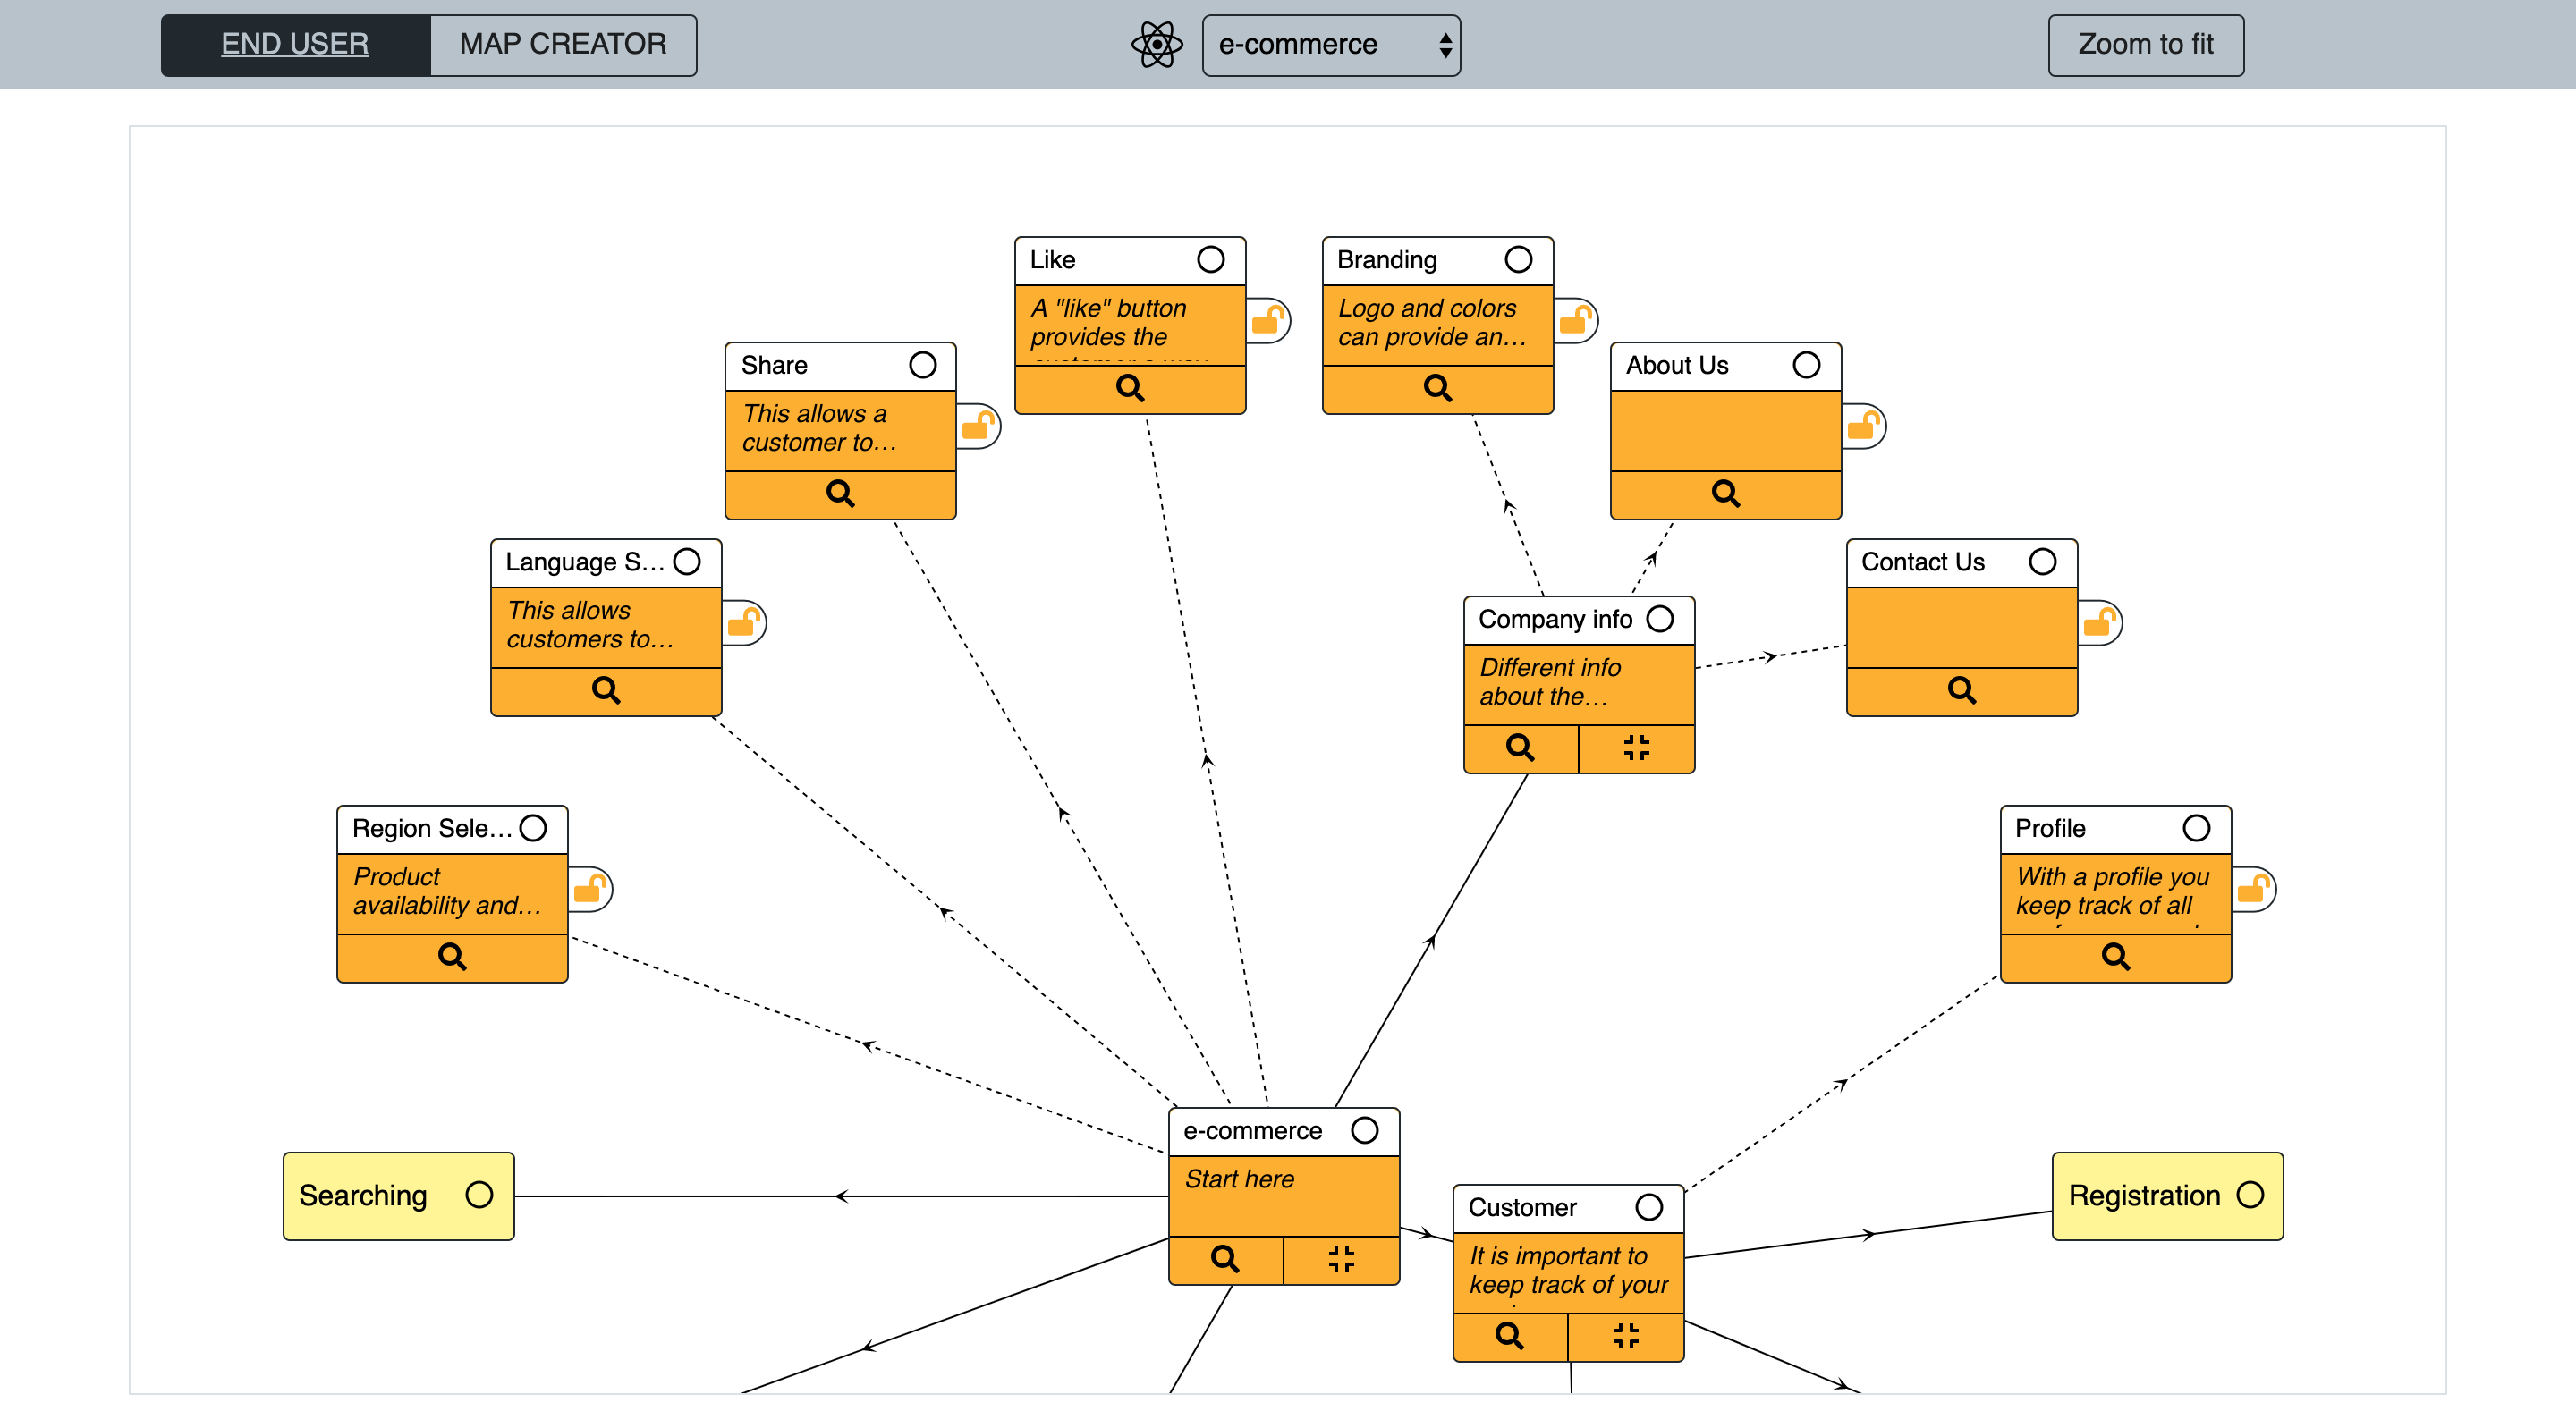 END USER
MAP CREATOR
e-commerce
Zoom to fit
Like
A "like" button
provides the
Branding
Logo and colors
can provide an…
Share
This allows a
customer to…
About Us
Language S…
This allows
customers to…
Contact Us
Company info
Different info
about the…
Region Sele…
Product
availability and…
Profile
With a profile you
keep track of all
e-commerce
Start here
Searching
Customer
It is important to
keep track of your
Registration